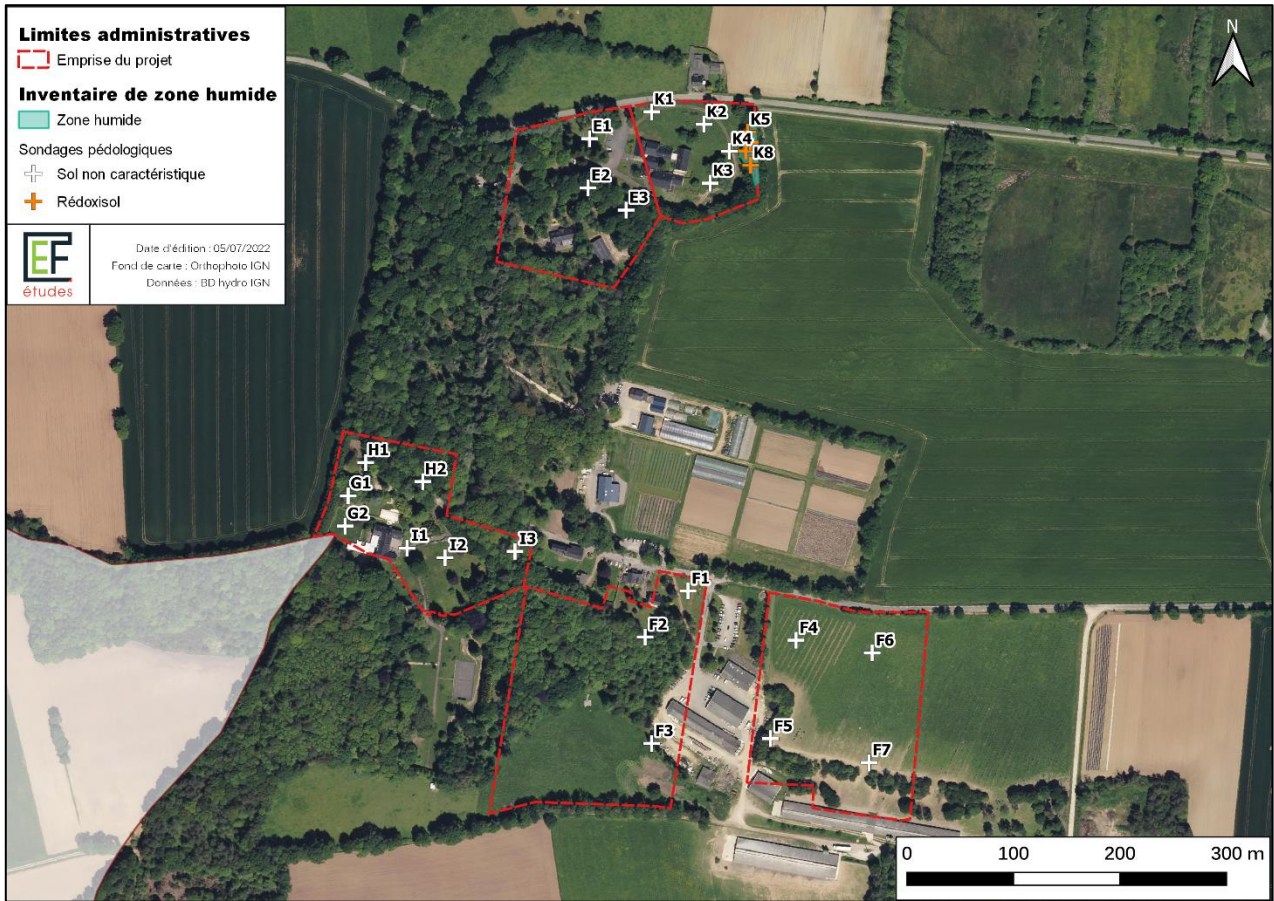 Limites administratives
Emprise du projet
Inventaire de zone humide
Zone humide
Sondages pédologiques
Sol non caractéristique
Rédoxisol
EF
études
Date d'édition : 05/07/2022
Fond de carte : Orthophoto IGN
Données : BD hydro IGN
N
K1
K2
K5
E1
K4
K8
K3
E2
E3
H1
H2
G1
G2
I1
I2
I3
F1
F2
F4
F6
F3
F5
F7
0 100 200 300 m